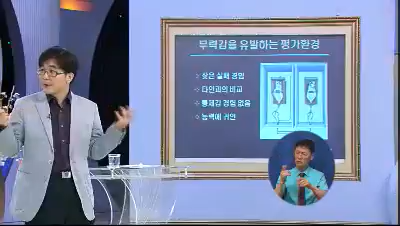 무력감을 유발하는 평가환경
잦은 실패 경험
타인과의 비교
통제감 경험 없음
능력에 귀인